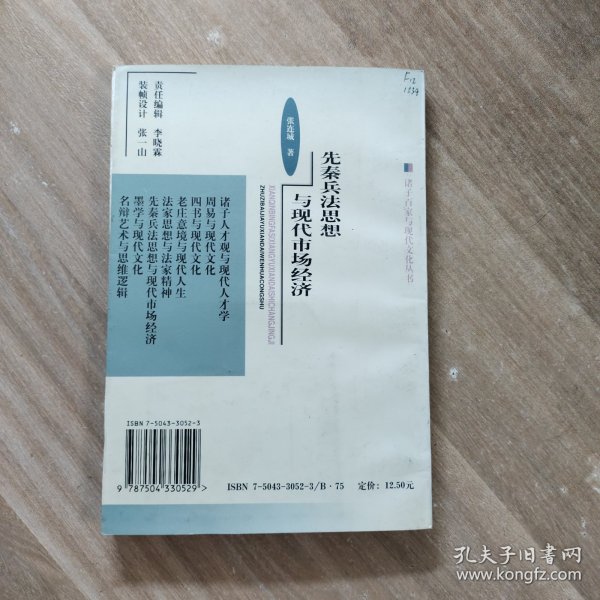 F12
1234
诸子百家与现代文化丛书
先秦兵法思想
与现代市场经济
XIANQINBINGFASIXIANGYUXIANDAISHICHANGJINGJI
ZHUZIBAIJIAYUXIANDAIWENHUACONGSHU
张连城 著
责任编辑 李晓霖
装帧设计 张一山
诸子人才观与现代人才学
周易与现代文化
四书与现代文化
老庄意境与现代人生
法家思想与法家精神
先秦兵法思想与现代市场经济
墨学与现代文化
名辩艺术与思维逻辑
ISBN 7-5043-3052-3
9 787504 330529 >
ISBN 7-5043-3052-3/B·75 定价: 12.50元
孔夫子旧书网
www.kongfz.com